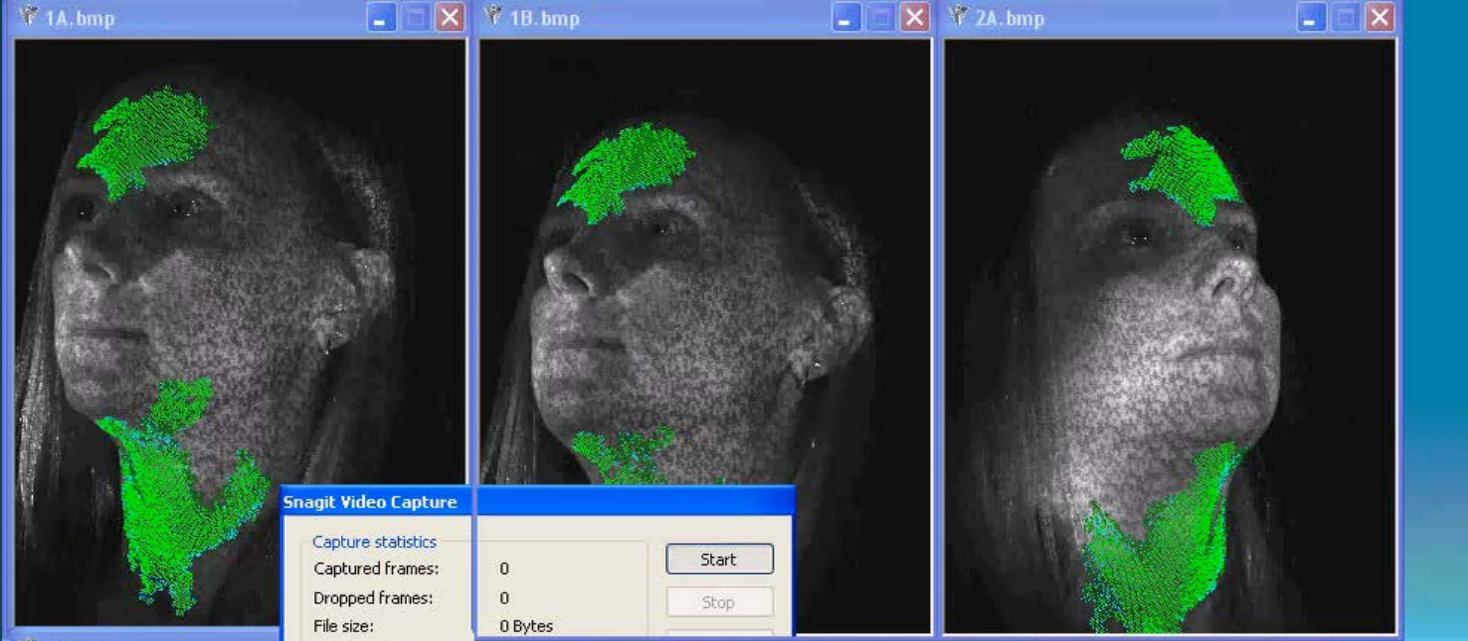 1A.bmp
1B.bmp
2A.bmp
Snagit Video Capture
Capture statistics
Captured frames: 0
Dropped frames: 0
File size: 0 Bytes
Start
Stop